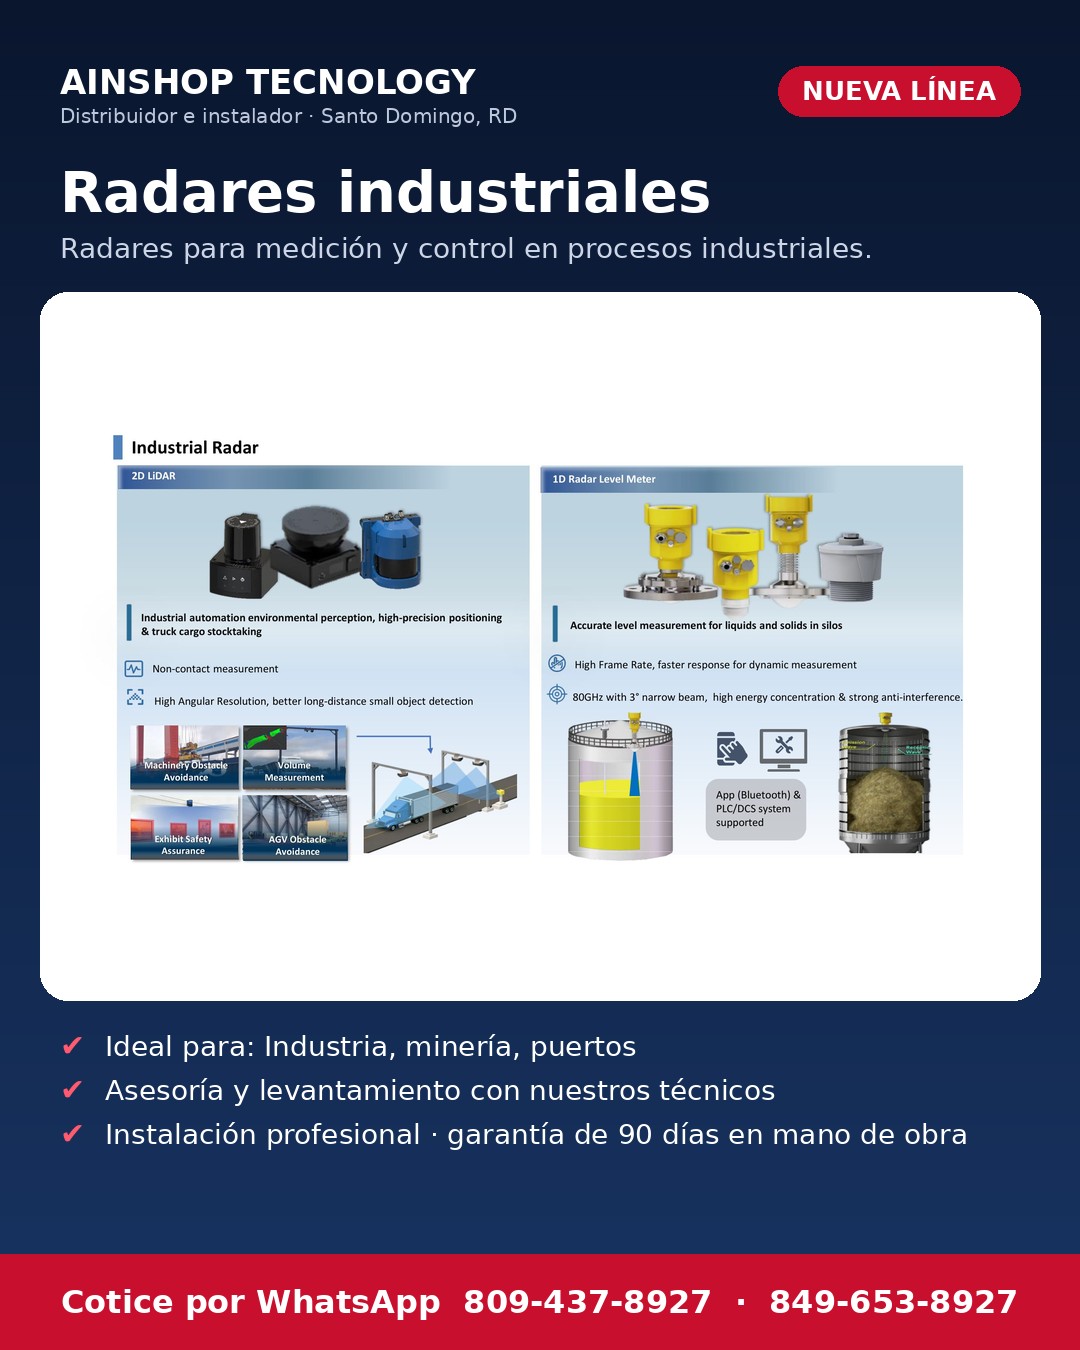 AINSHOP TECNOLOGY
Distribuidor e instalador · Santo Domingo, RD
NUEVA LÍNEA
Radares industriales
Radares para medición y control en procesos industriales.
Industrial Radar
2D LiDAR
Industrial automation environmental perception, high-precision positioning
& truck cargo stocktaking
Non-contact measurement
High Angular Resolution, better long-distance small object detection
Machinery Obstacle
Avoidance
Volume
Measurement
Exhibit Safety
Assurance
AGV Obstacle
Avoidance
1D Radar Level Meter
Accurate level measurement for liquids and solids in silos
High Frame Rate, faster response for dynamic measurement
80GHz with 3° narrow beam, high energy concentration & strong anti-interference.
App (Bluetooth) &
PLC/DCS system
supported
✔ Ideal para: Industria, minería, puertos
✔ Asesoría y levantamiento con nuestros técnicos
✔ Instalación profesional · garantía de 90 días en mano de obra
Cotice por WhatsApp 809-437-8927 · 849-653-8927